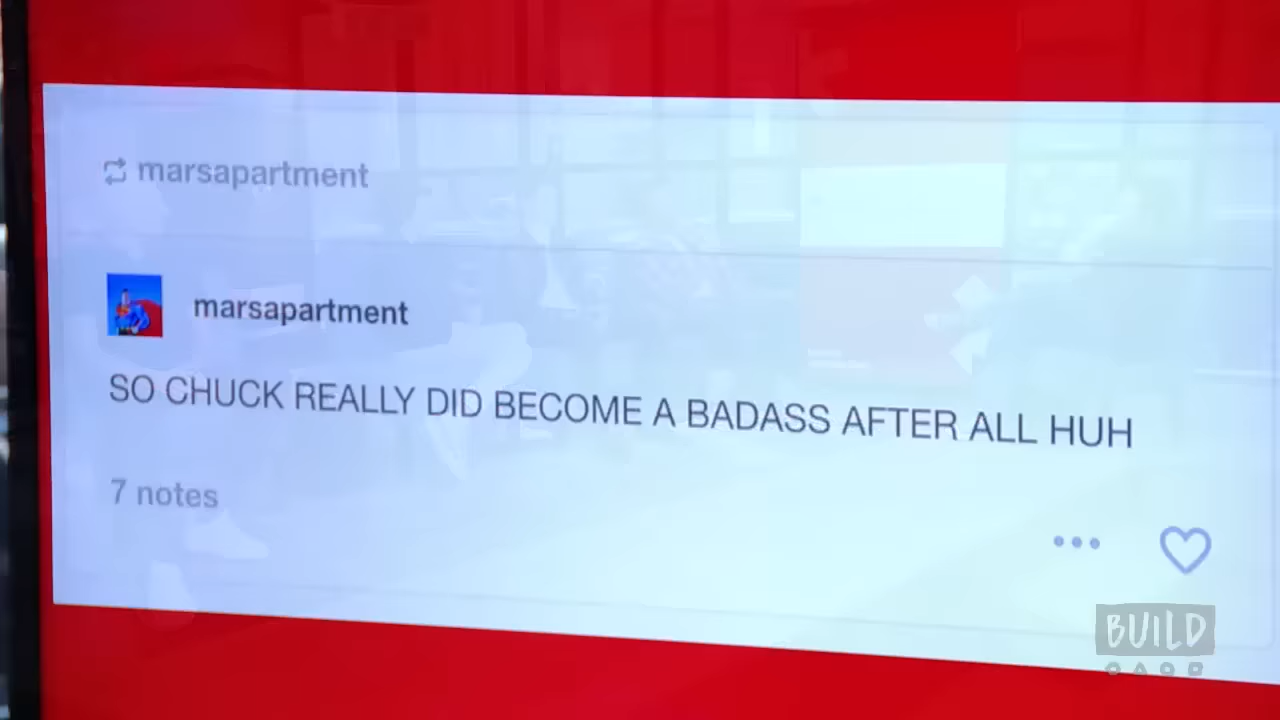 marsapartment
marsapartment
SO CHUCK REALLY DID BECOME A BADASS AFTER ALL HUH
7 notes
BUILD